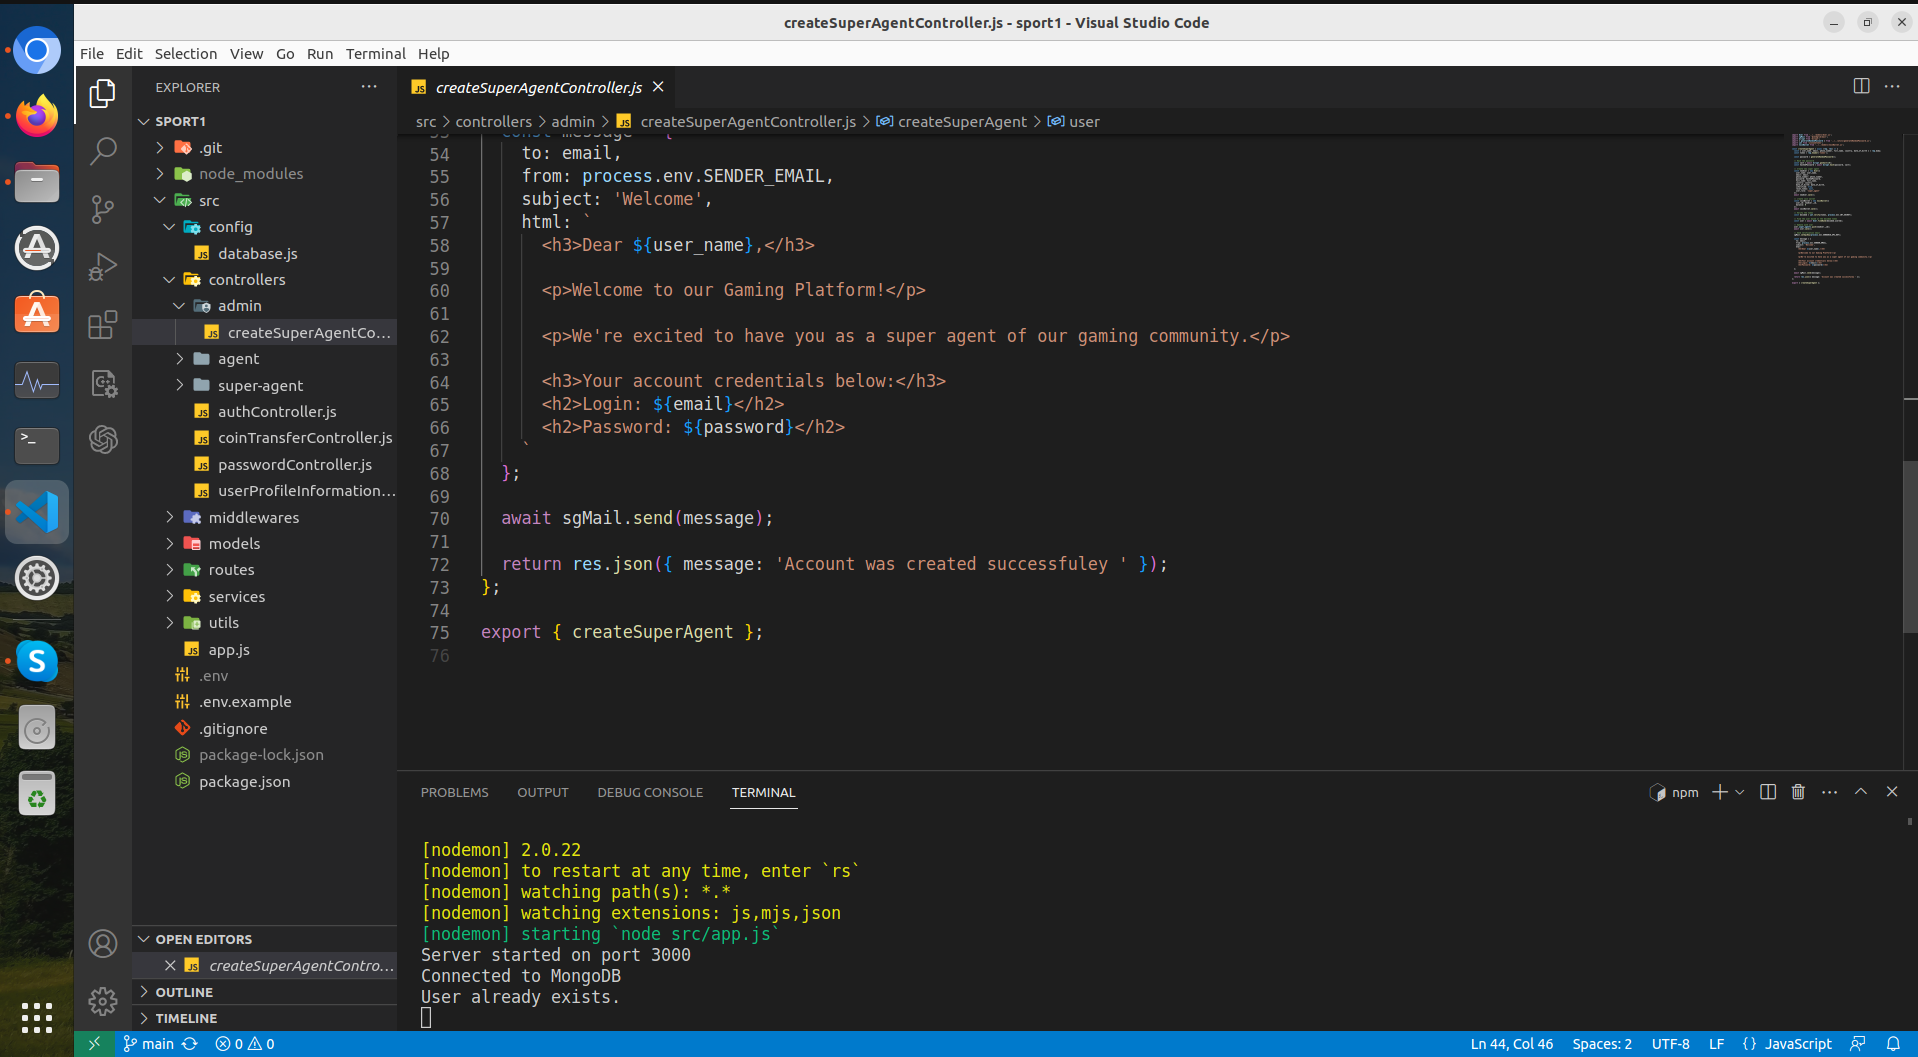 createSuperAgentController.js - sport1 - Visual Studio Code
File Edit Selection View Go Run Terminal Help
EXPLORER
SPORT1
.git
node_modules
src
config
database.js
controllers
admin
createSuperAgentCo...
agent
super-agent
authController.js
coinTransferController.js
passwordController.js
userProfileInformation...
middlewares
models
routes
services
utils
app.js
.env
.env.example
.gitignore
package-lock.json
package.json
OPEN EDITORS
createSuperAgentContro...
OUTLINE
TIMELINE
createSuperAgentController.js
src > controllers > admin > createSuperAgentController.js > createSuperAgent > user
53 const message = {
54 to: email,
55 from: process.env.SENDER_EMAIL,
56 subject: 'Welcome',
57 html: `
58 <h3>Dear ${user_name},</h3>
59
60 <p>Welcome to our Gaming Platform!</p>
61
62 <p>We're excited to have you as a super agent of our gaming community.</p>
63
64 <h3>Your account credentials below:</h3>
65 <h2>Login: ${email}</h2>
66 <h2>Password: ${password}</h2>
67 `
68 };
69
70 await sgMail.send(message);
71
72 return res.json({ message: 'Account was created successfuley ' });
73 };
74
75 export { createSuperAgent };
76
PROBLEMS OUTPUT DEBUG CONSOLE TERMINAL
npm
[nodemon] 2.0.22
[nodemon] to restart at any time, enter `rs`
[nodemon] watching path(s): *.*
[nodemon] watching extensions: js,mjs,json
[nodemon] starting `node src/app.js`
Server started on port 3000
Connected to MongoDB
User already exists.
main 0 0
Ln 44, Col 46 Spaces: 2 UTF-8 LF {} JavaScript